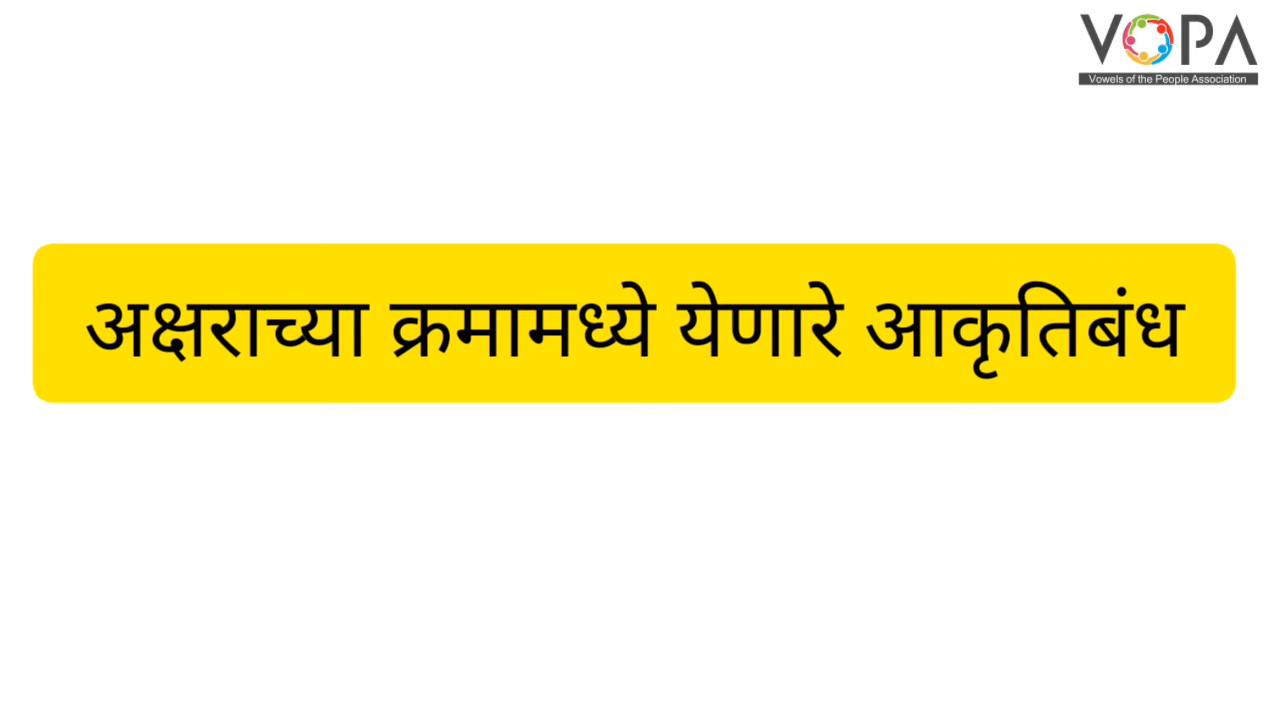 VOPA
Vowels of the People Association
अक्षराच्या क्रमामध्ये येणारे आकृतिबंध